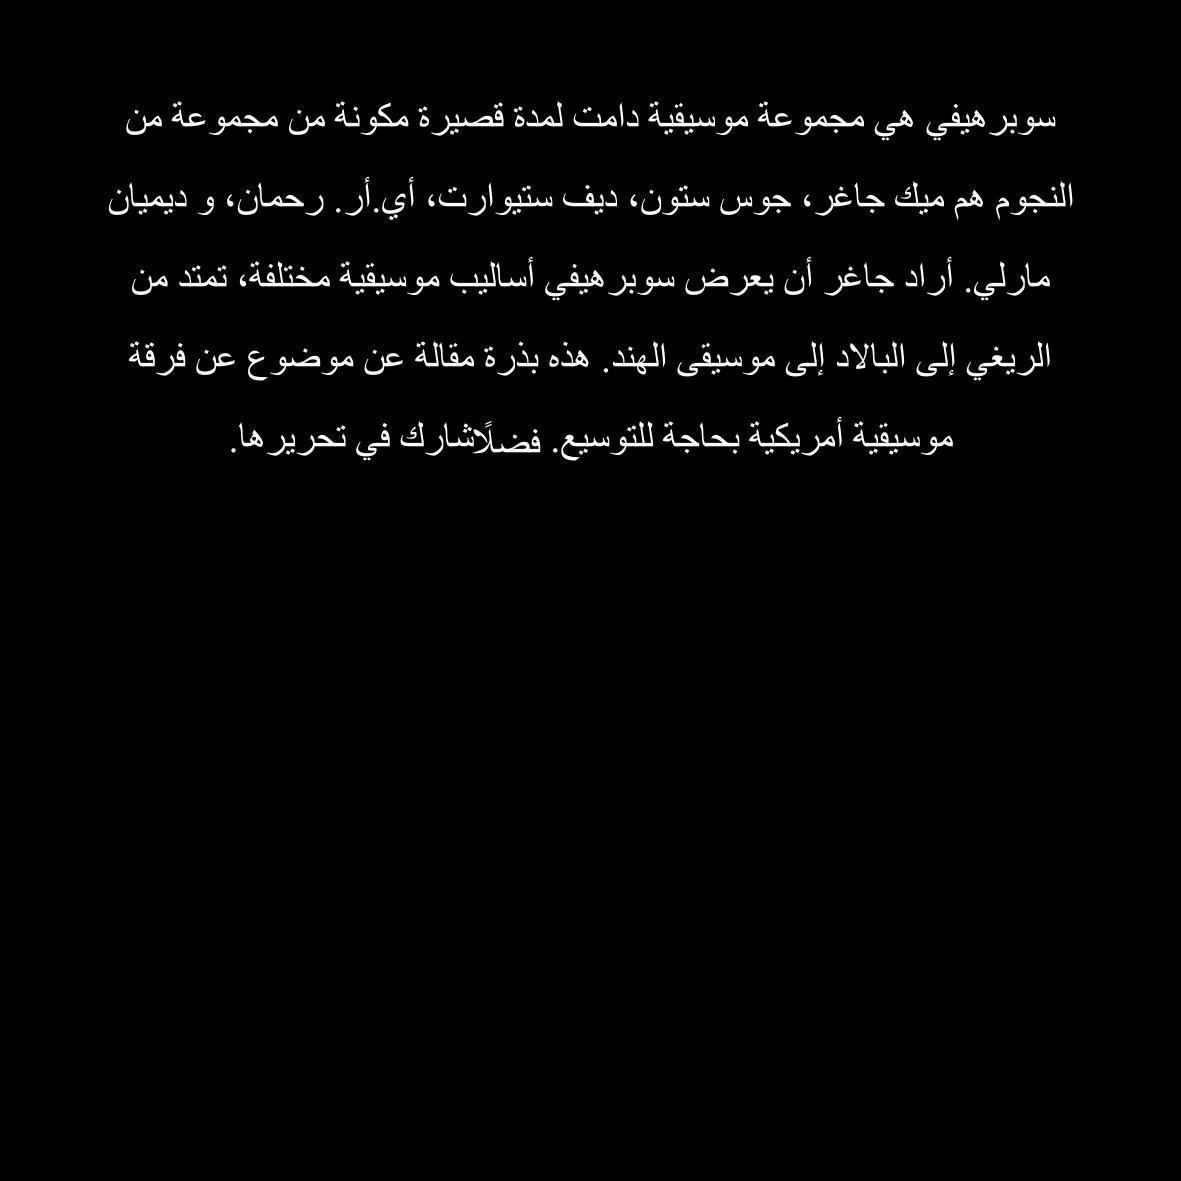 سوبرهيفي هي مجموعة موسيقية دامت لمدة قصيرة مكونة من مجموعة من
النجوم هم ميك جاغر، جوس ستون، ديف ستيوارت، أي.أر. رحمان، و ديميان
مارلي. أراد جاغر أن يعرض سوبرهيفي أساليب موسيقية مختلفة، تمتد من
الريغي إلى البالاد إلى موسيقى الهند. هذه بذرة مقالة عن موضوع عن فرقة
موسيقية أمريكية بحاجة للتوسيع. فضلًاشارك في تحريرها.